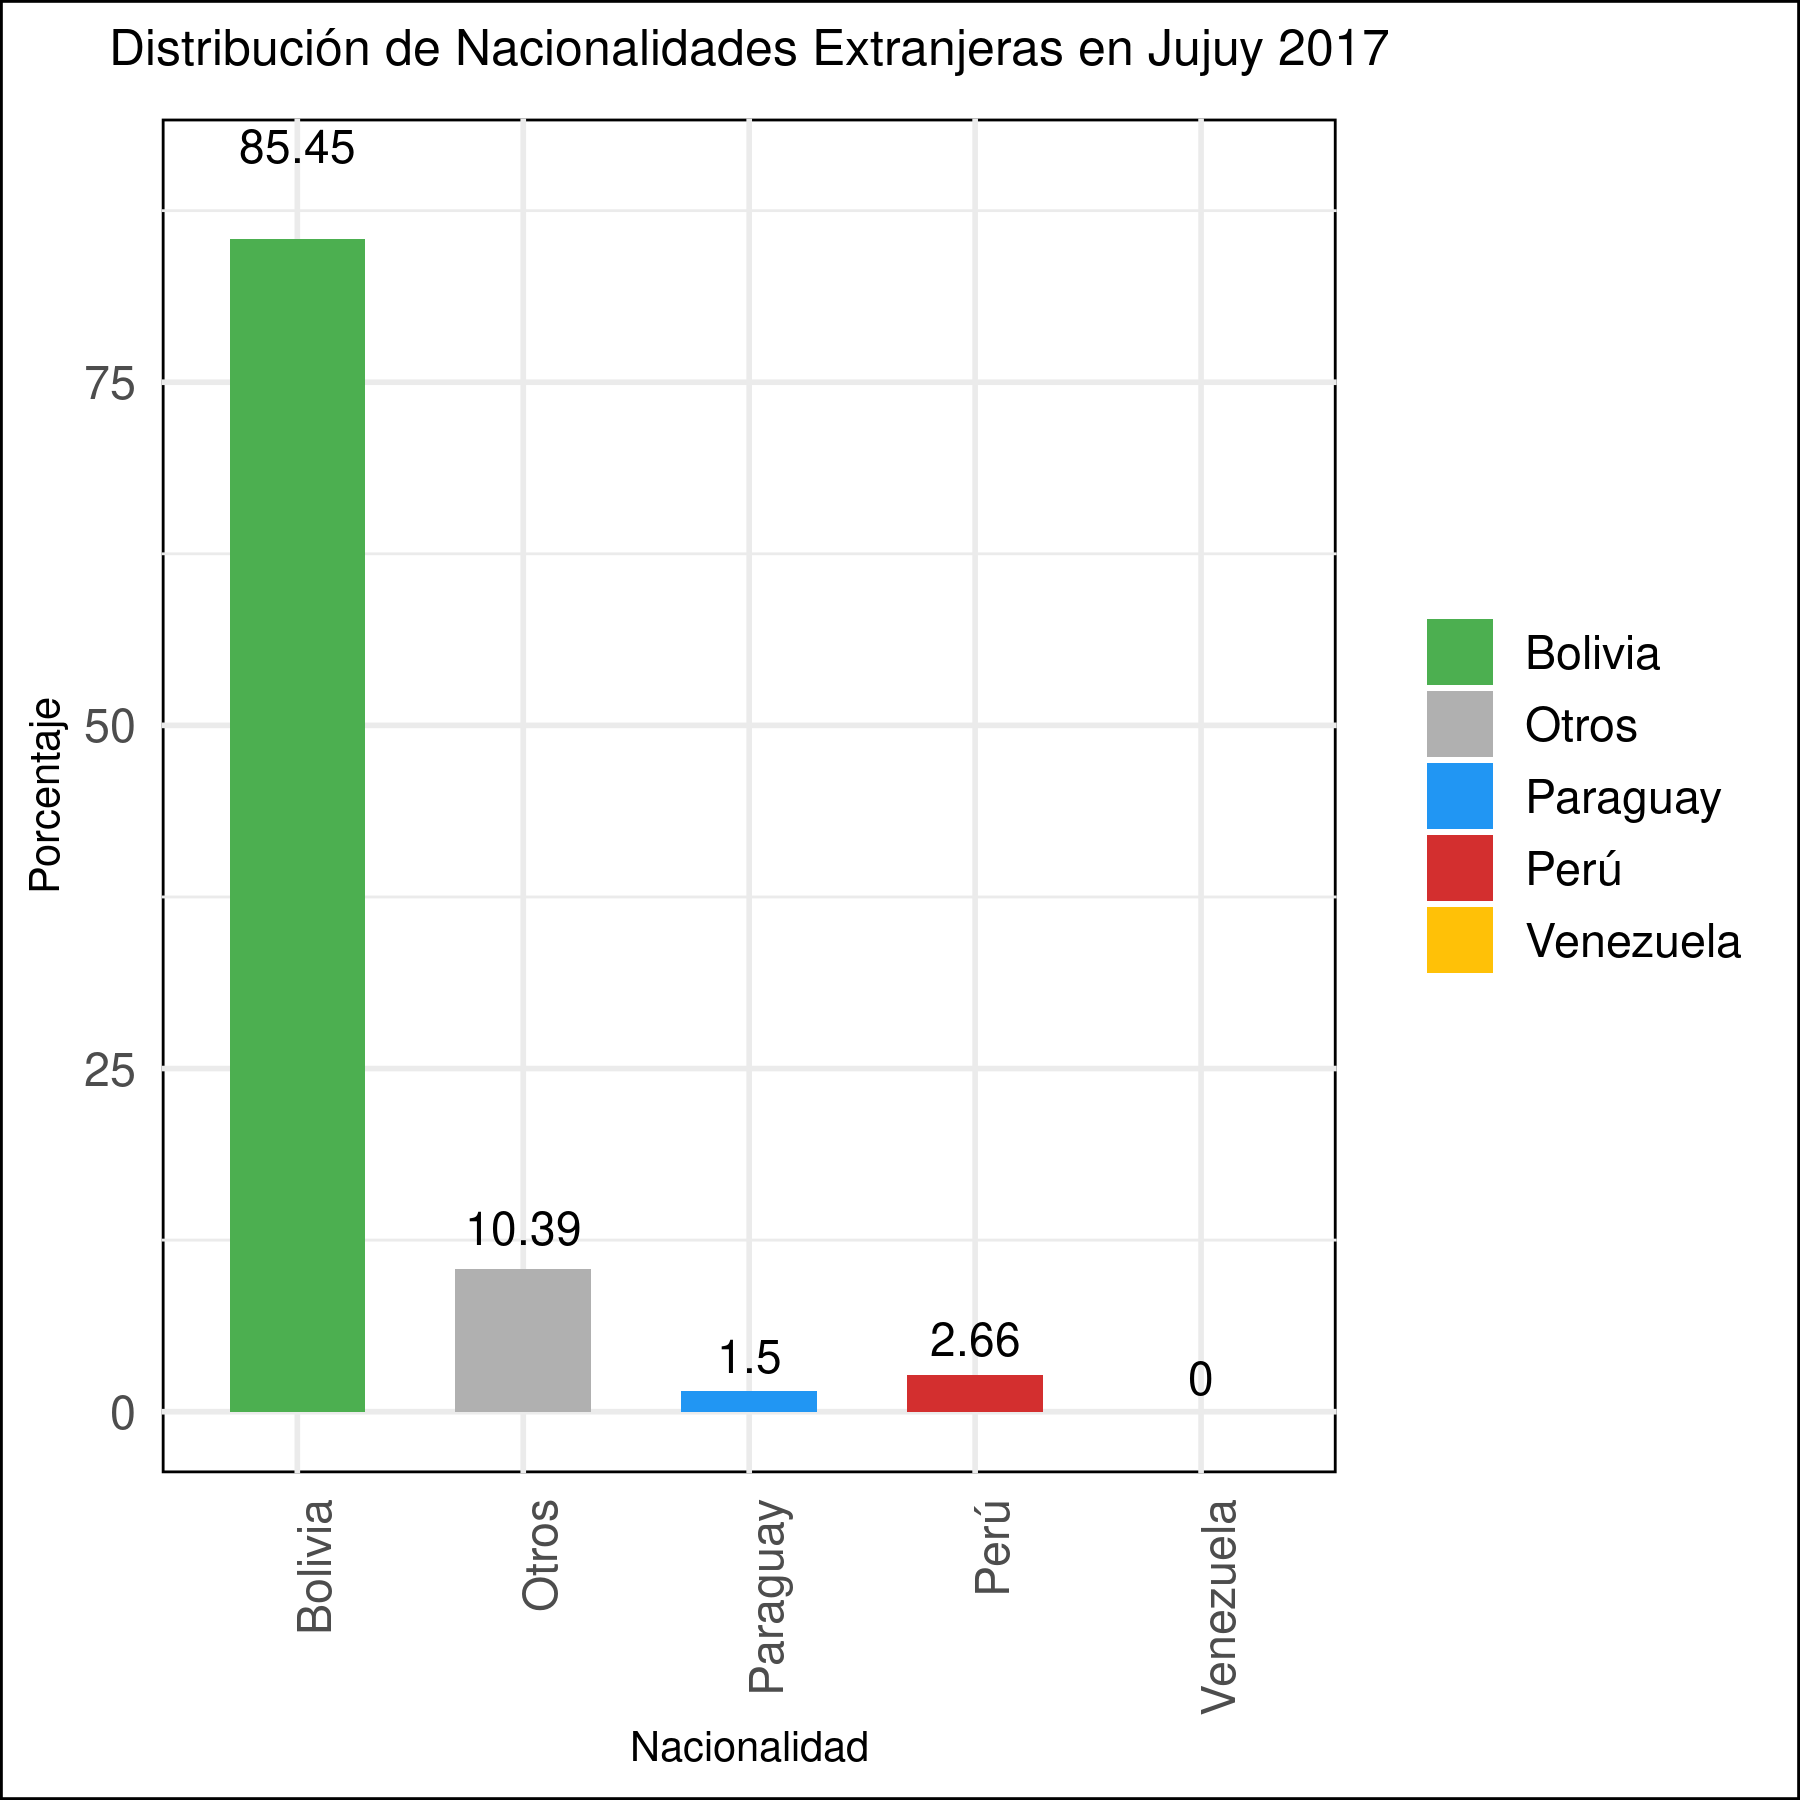 Distribución de Nacionalidades Extranjeras en Jujuy 2017
85.45
75
50
25
0
10.39
1.5
2.66
0
Porcentaje
Bolivia
Otros
Paraguay
Perú
Venezuela
Nacionalidad
Bolivia
Otros
Paraguay
Perú
Venezuela